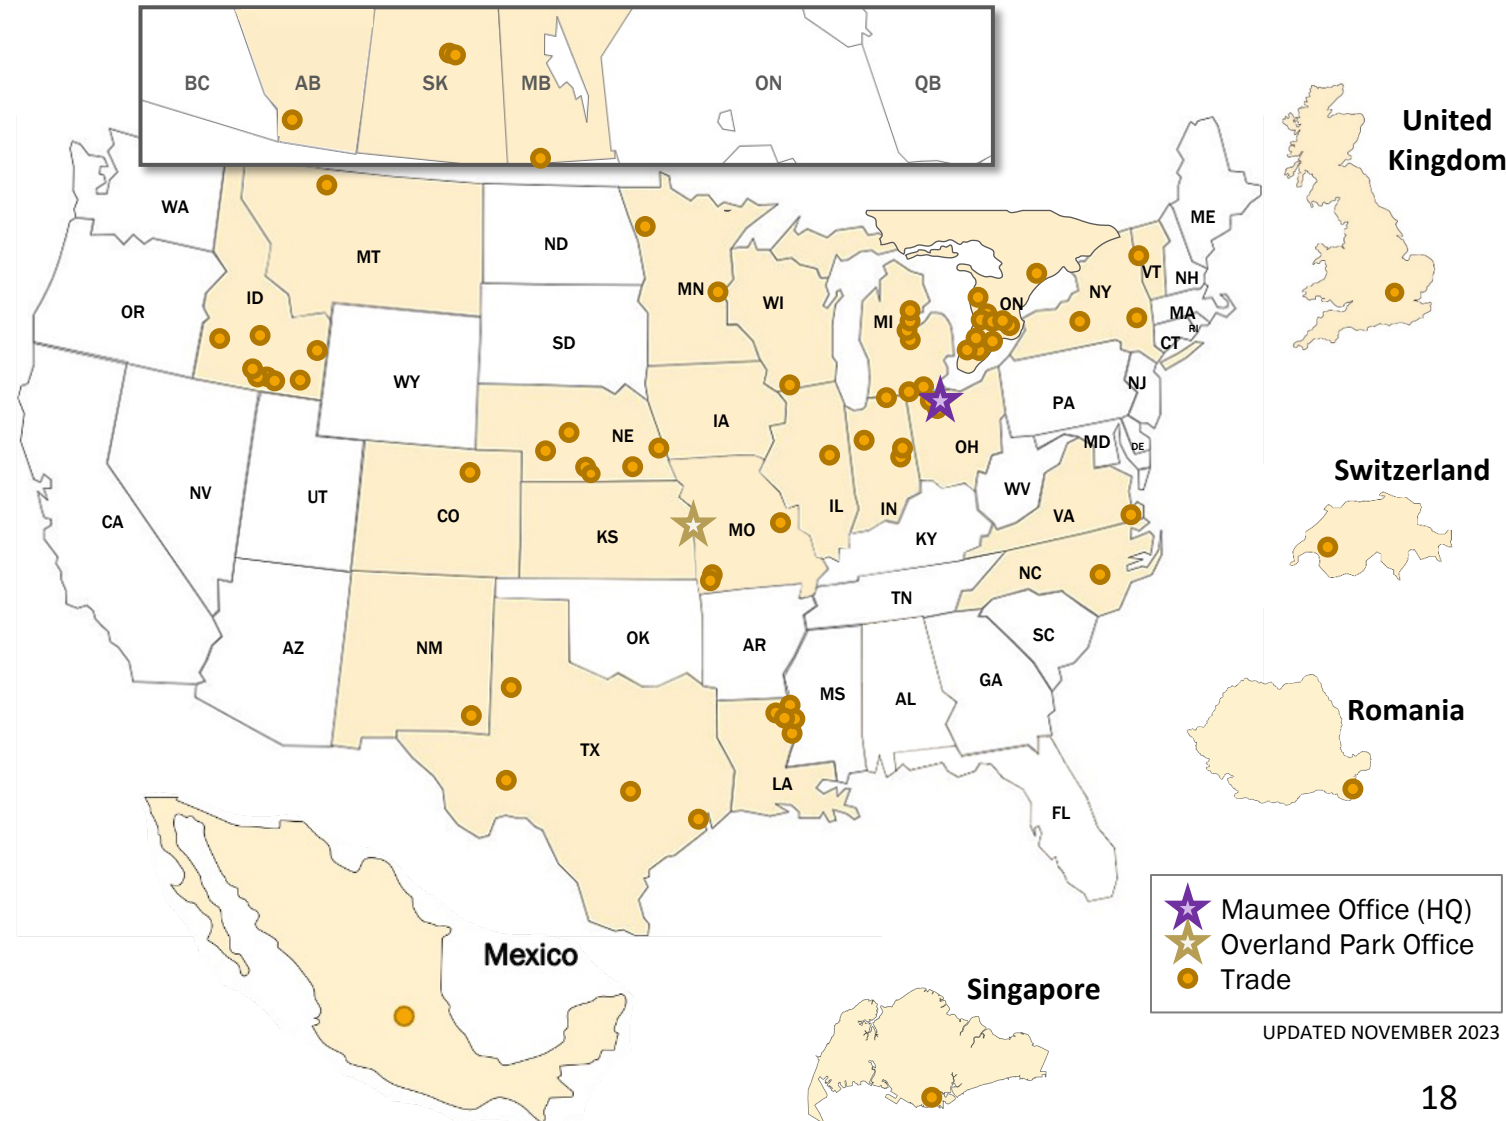 BC
AB
SK
MB
ON
QB
United
Kingdom
WA
MT
ND
MN
WI
MI
ON
NY
VT
NH
ME
MA
RI
CT
OR
ID
SD
WY
IA
NE
PA
NJ
MD
DE
OH
NV
UT
CA
CO
KS
MO
IL
IN
WV
VA
KY
NC
TN
Switzerland
AZ
NM
OK
AR
SC
MS
AL
GA
TX
LA
FL
Romania
Mexico
Singapore
Maumee Office (HQ)
Overland Park Office
Trade
UPDATED NOVEMBER 2023
18